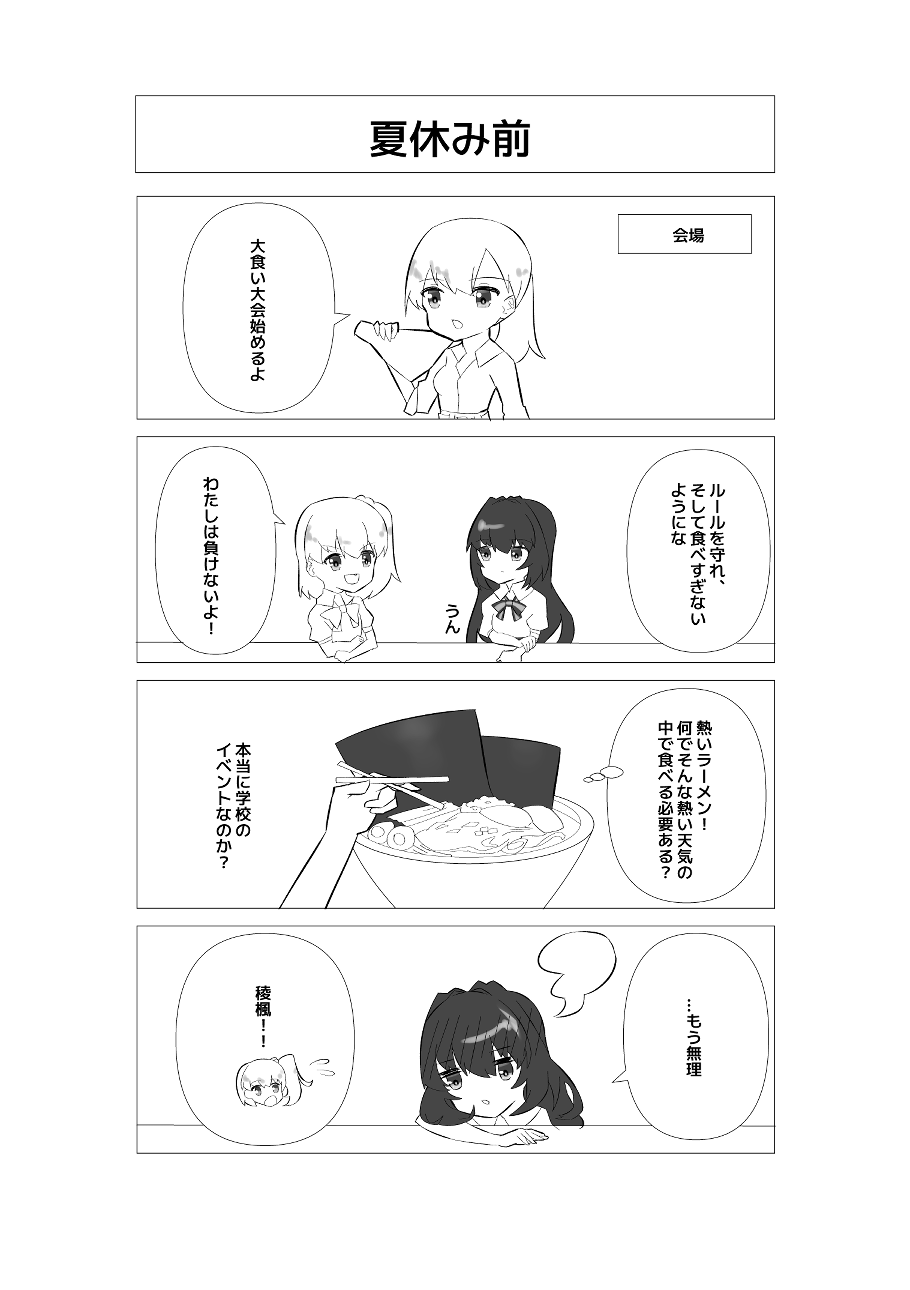 夏休み前
会場
大食い大会始めるよ
ルールを守れ、
そして食べすぎない
ようにな
うん
わたしは負けないよ！
熱いラーメン！
何でそんな熱い天気の
中で食べる必要ある？
本当に学校の
イベントなのか？
…もう無理
稜楓！！